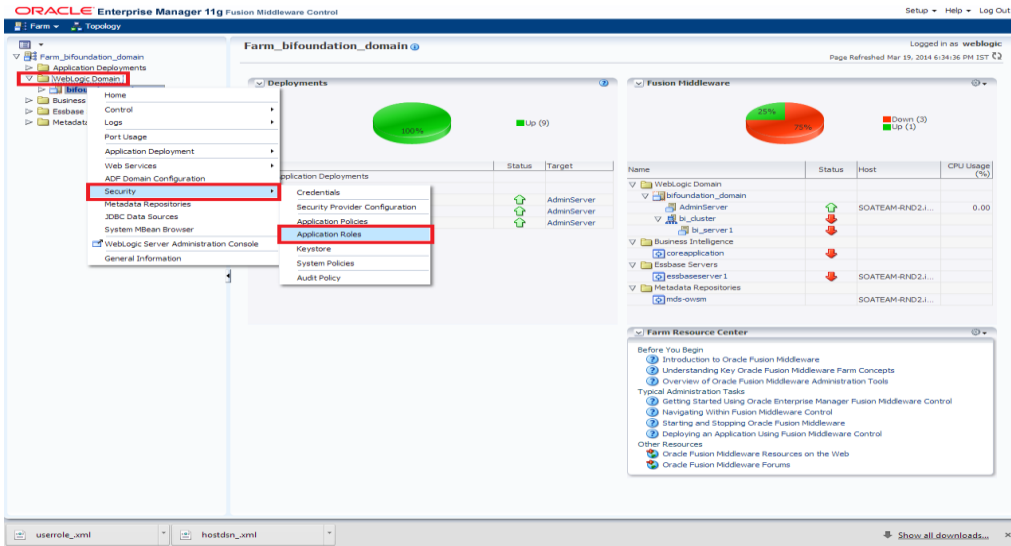 ORACLE Enterprise Manager 11g Fusion Middleware Control
Setup Help Log Out
Farm Topology
Farm_bifoundation_domain
Application Deployments
WebLogic Domain
Business
Essbase
Home
Control
Logs
Port Usage
Application Deployment
Web Services
ADF Domain Configuration
Security
Metadata Repositories
JDBC Data Sources
System MBean Browser
WebLogic Server Administration Console
General Information
Credentials
Security Provider Configuration
Application Policies
Application Roles
Keystore
System Policies
Audit Policy
Farm_bifoundation_domain
Logged in as weblogic
Page Refreshed Mar 19, 2014 6:34:36 PM IST
Deployments
100%
Up (9)
Status Target
Application Deployments
AdminServer
AdminServer
AdminServer
Fusion Middleware
25%
75%
Down (3)
Up (1)
Name Status Host CPU Usage (%)
WebLogic Domain
bifoundation_domain
AdminServer SOATEAM-RND2.i... 0.00
bi_cluster
bi_server1
Business Intelligence
coreapplication
Essbase Servers
essbaseserver1 SOATEAM-RND2.i...
Metadata Repositories
mds-owsm SOATEAM-RND2.i...
Farm Resource Center
Before You Begin
Introduction to Oracle Fusion Middleware
Understanding Key Oracle Fusion Middleware Farm Concepts
Overview of Oracle Fusion Middleware Administration Tools
Typical Administration Tasks
Getting Started Using Oracle Enterprise Manager Fusion Middleware Control
Navigating Within Fusion Middleware Control
Starting and Stopping Oracle Fusion Middleware
Deploying an Application Using Fusion Middleware Control
Other Resources
Oracle Fusion Middleware Resources on the Web
Oracle Fusion Middleware Forums
userrole_.xml
hostdsn_.xml
Show all downloads...